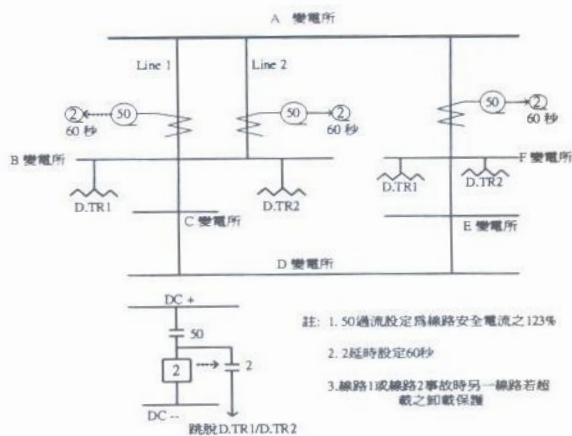 A 變電所
Line 1
Line 2
2
50
60 秒
50
2
60 秒
50
2
60 秒
B 變電所
F變電所
D.TR1
D.TR2
D.TR1
D.TR2
C 變電所
E 變電所
D 變電所
DC +
50
2
2
DC --
跳脫D.TR1/D.TR2
註: 1. 50過流設定為線路安全電流之123%
2. 2延時設定60秒
3.線路1或線路2事故時另一線路若超
載之卸載保護